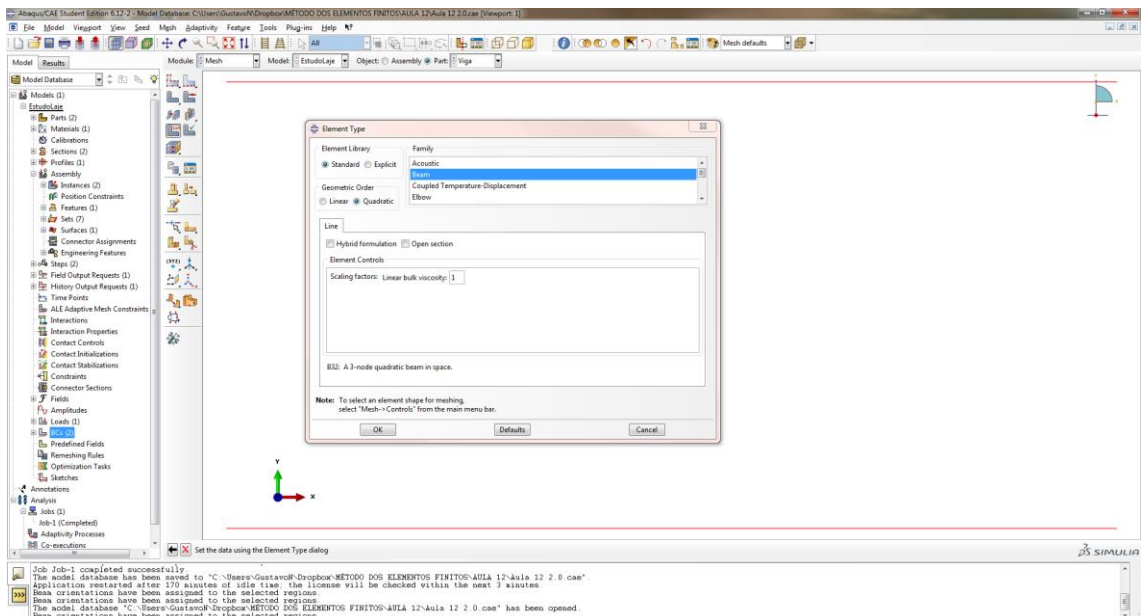 Abaqus/CAE Student Edition 6.12-2 - Model Database: C:\Users\GustavoN\Dropbox\MÉTODO DOS ELEMENTOS FINITOS\AULA 12\Aula 12 2.0.cae [Viewport: 1]
File Model Viewport View Seed Mesh Adaptivity Feature Tools Plug-ins Help
All Mesh defaults
Model Results Module: Mesh Model: EstudoLaje Object: Assembly Part: Viga
Model Database
Models (1)
EstudoLaje
Parts (2)
Materials (1)
Calibrations
Sections (2)
Profiles (1)
Assembly
Instances (2)
Position Constraints
Features (1)
Sets (7)
Surfaces (1)
Connector Assignments
Engineering Features
Steps (2)
Field Output Requests (1)
History Output Requests (1)
Time Points
ALE Adaptive Mesh Constraints
Interactions
Interaction Properties
Contact Controls
Contact Initializations
Contact Stabilizations
Constraints
Connector Sections
Fields
Amplitudes
Loads (1)
BCs (2)
Predefined Fields
Remeshing Rules
Optimization Tasks
Sketches
Annotations
Analysis
Jobs (1)
Job-1 (Completed)
Adaptivity Processes
Co-executions
Element Type
Element Library Family
Standard Explicit
Acoustic
Beam
Coupled Temperature-Displacement
Elbow
Geometric Order
Linear Quadratic
Line
Hybrid formulation Open section
Element Controls
Scaling factors: Linear bulk viscosity: 1
B32: A 3-node quadratic beam in space.
Note: To select an element shape for meshing,
select "Mesh->Controls" from the main menu bar.
OK Defaults Cancel
Y
X
Set the data using the Element Type dialog
SIMULIA
Job Job-1 completed successfully.
The model database has been saved to "C:\Users\GustavoN\Dropbox\MÉTODO DOS ELEMENTOS FINITOS\AULA 12\Aula 12 2.0.cae".
Application restarted after 170 minutes of idle time; the license will be checked within the next 3 minutes.
Beam orientations have been assigned to the selected regions.
Beam orientations have been assigned to the selected regions.
The model database "C:\Users\GustavoN\Dropbox\MÉTODO DOS ELEMENTOS FINITOS\AULA 12\Aula 12 2.0.cae" has been opened.
Beam orientations have been assigned to the selected regions.